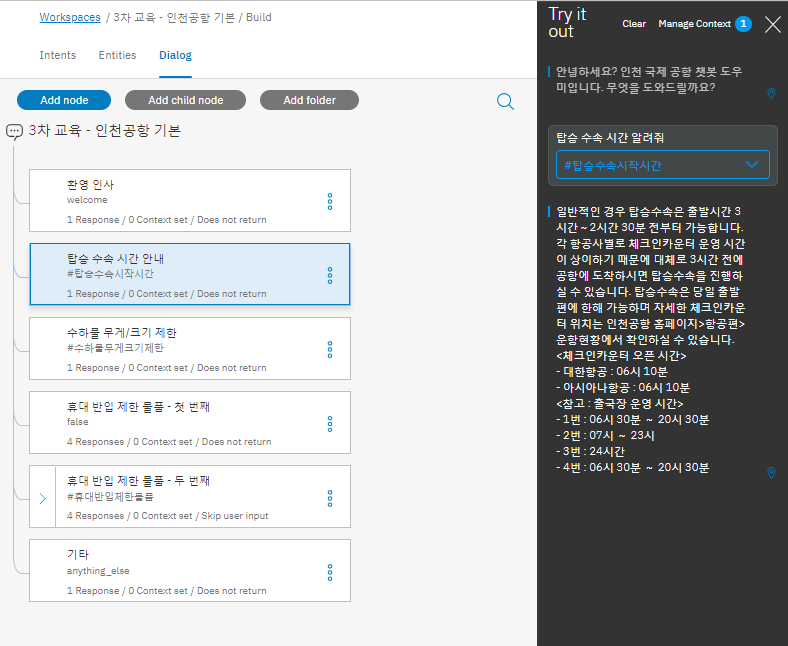 Workspaces / 3차 교육 - 인천공항 기본 / Build
Intents Entities Dialog
Add node Add child node Add folder
3차 교육 - 인천공항 기본
환영 인사
welcome
1 Response / 0 Context set / Does not return
탑승 수속 시간 안내
#탑승수속시작시간
1 Response / 0 Context set / Does not return
수하물 무게/크기 제한
#수하물무게크기제한
1 Response / 0 Context set / Does not return
휴대 반입 제한 물품 - 첫 번째
false
4 Responses / 0 Context set / Does not return
휴대 반입 제한 물품 - 두 번째
#휴대반입제한물품
4 Responses / 0 Context set / Skip user input
기타
anything_else
1 Response / 0 Context set / Does not return
Try it
out
Clear Manage Context 1
안녕하세요? 인천 국제 공항 챗봇 도우
미입니다. 무엇을 도와드릴까요?
탑승 수속 시간 알려줘
#탑승수속시작시간
일반적인 경우 탑승수속은 출발시간 3
시간 ~ 2시간 30분 전부터 가능합니다.
각 항공사별로 체크인카운터 운영 시간
이 상이하기 때문에 대체로 3시간 전에
공항에 도착하시면 탑승수속을 진행하
실 수 있습니다. 탑승수속은 당일 출발
편에 한해 가능하며 자세한 체크인카운
터 위치는 인천공항 홈페이지>항공편>
운항현황에서 확인하실 수 있습니다.
<체크인카운터 오픈 시간>
- 대한항공 : 06시 10분
- 아시아나항공 : 06시 10분
<참고 : 출국장 운영 시간>
- 1번 : 06시 30분 ~ 20시 30분
- 2번 : 07시 ~ 23시
- 3번 : 24시간
- 4번 : 06시 30분 ~ 20시 30분